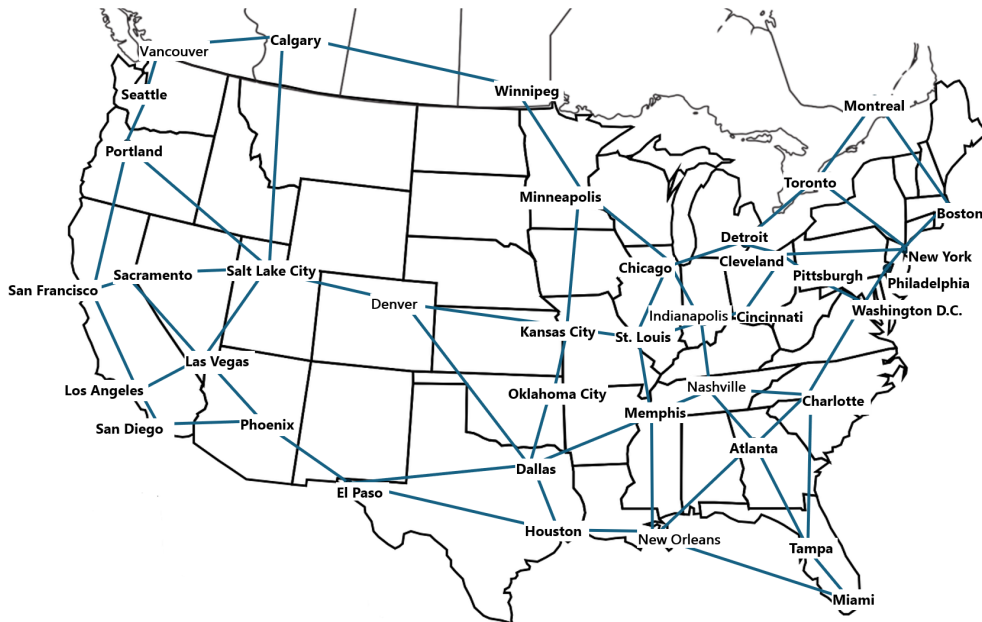 Calgary
Vancouver
Winnipeg
Seattle
Montreal
Portland
Toronto
Minneapolis
Boston
Detroit
New York
Cleveland
Chicago
Salt Lake City
Sacramento
Pittsburgh
Philadelphia
San Francisco
Denver
Washington D.C.
Indianapolis
Cincinnati
Kansas City
St. Louis
Las Vegas
Los Angeles
Nashville
Oklahoma City
Charlotte
Memphis
Phoenix
San Diego
Atlanta
Dallas
El Paso
Houston
New Orleans
Tampa
Miami